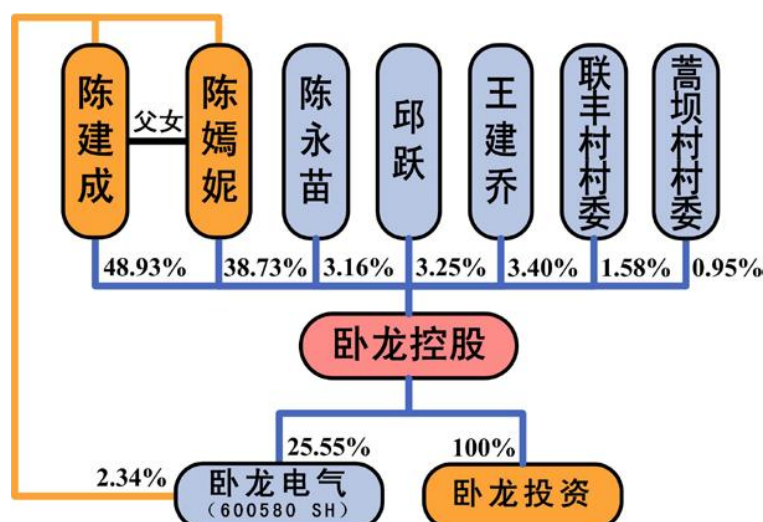 陈建成
父女
陈嫣妮
陈永苗
邱跃
王建乔
联丰村村委
蒿坝村村委
48.93%
38.73%
3.16%
3.25%
3.40%
1.58%
0.95%
卧龙控股
25.55%
100%
2.34%
卧龙电气
(600580 SH)
卧龙投资